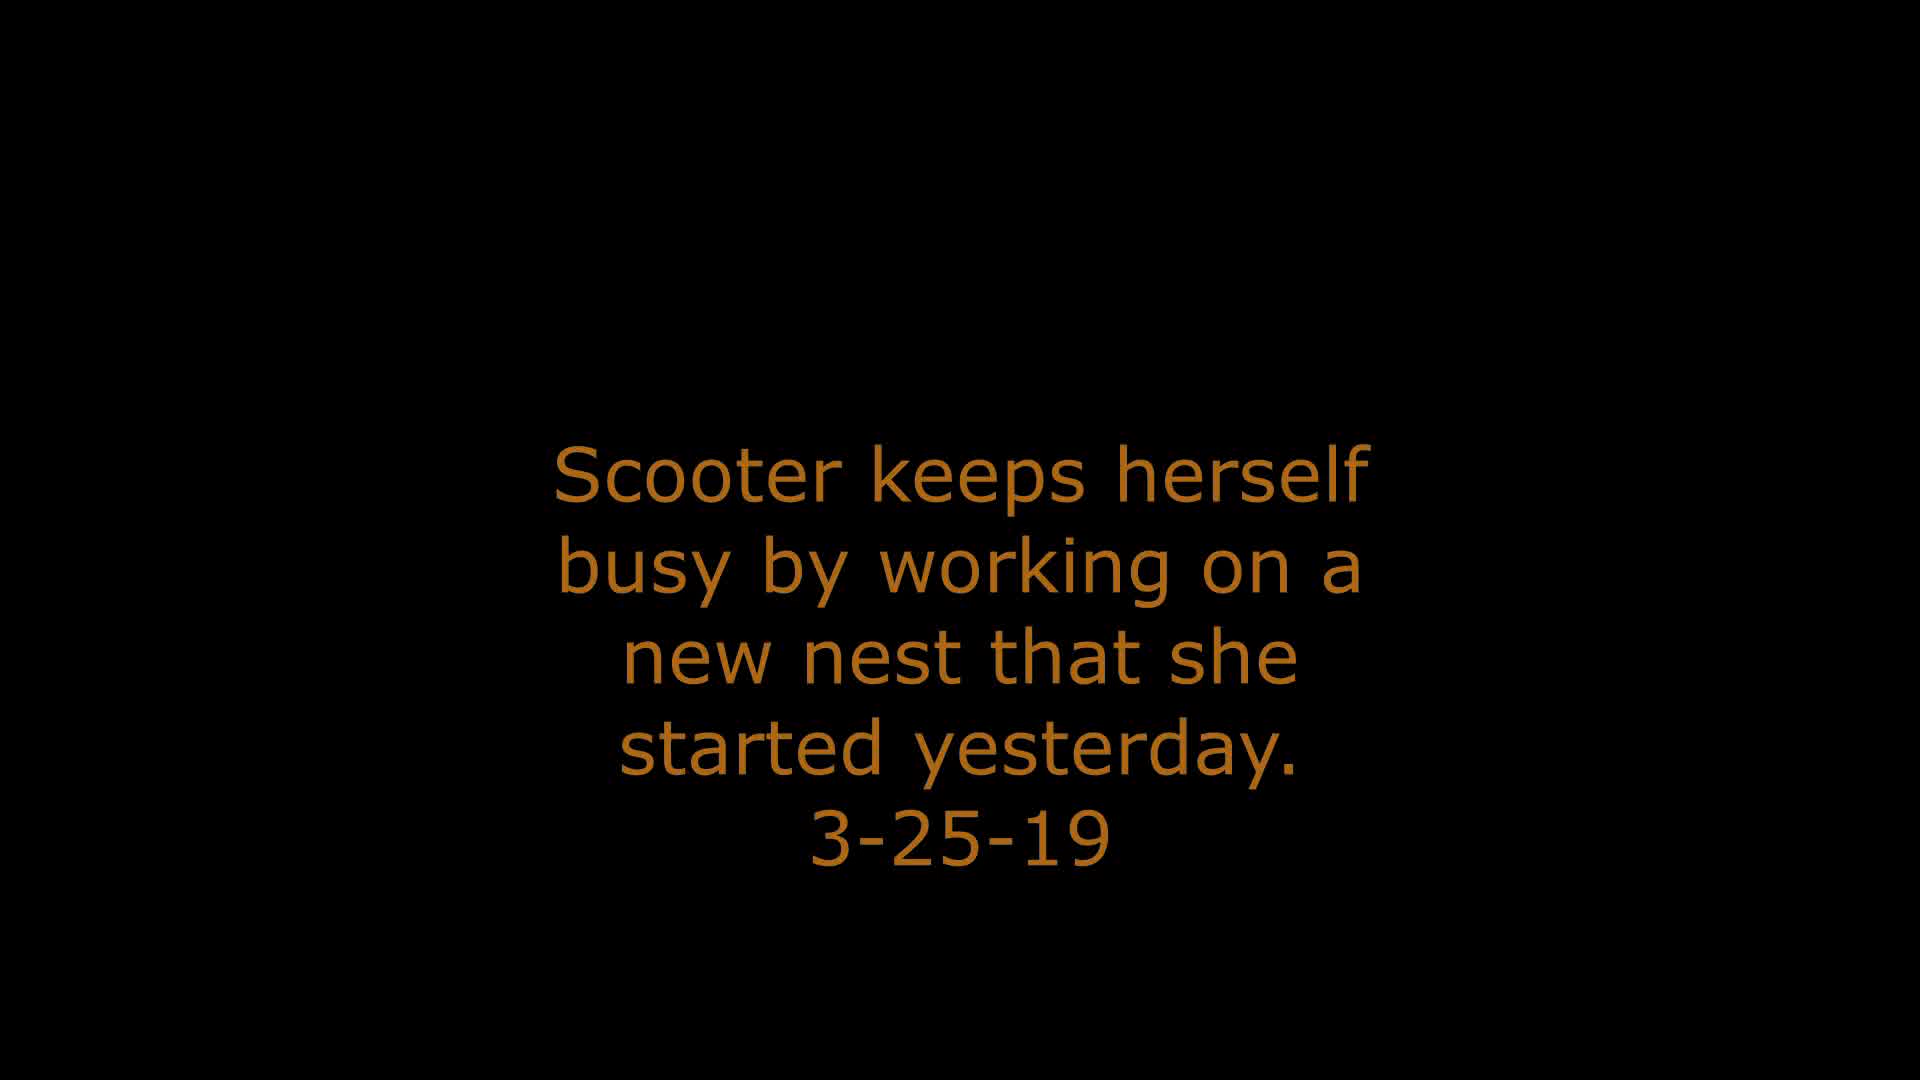 Scooter keeps herself
busy by working on a
new nest that she
started yesterday.
3-25-19